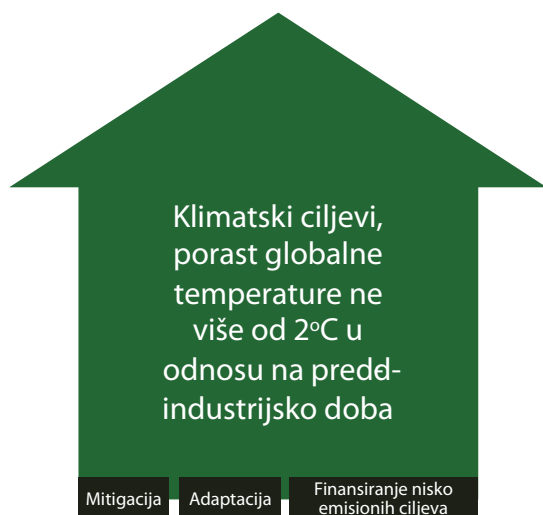 Klimatski ciljevi,
porast globalne
temperature ne
više od 2°C u
odnosu na predd-
industrijsko doba
Mitigacija
Adaptacija
Finansiranje nisko
emisionih ciljeva